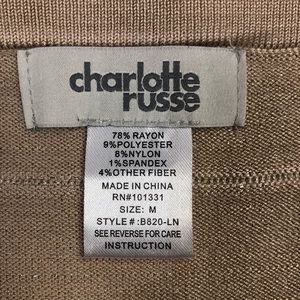 charlotte
russe
78% RAYON
9%POLYESTER
8%NYLON
1%SPANDEX
4%OTHER FIBER
MADE IN CHINA
RN#101331
SIZE: M
STYLE #:B820-LN
SEE REVERSE FOR CARE
INSTRUCTION